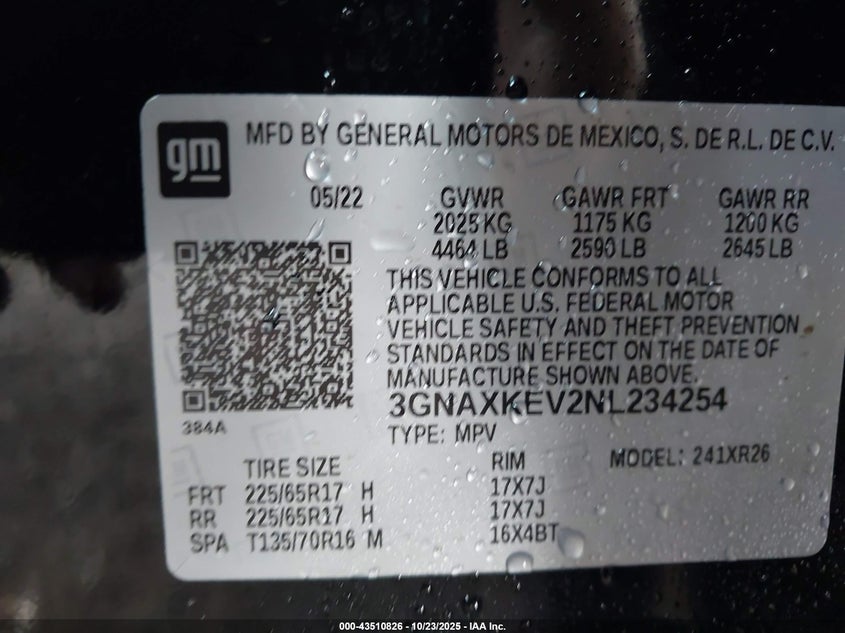 gm
MFD BY GENERAL MOTORS DE MEXICO, S. DE R.L. DE C.V.
05/22 GVWR GAWR FRT GAWR RR
2025 KG 1175 KG 1200 KG
4464 LB 2590 LB 2645 LB
THIS VEHICLE CONFORMS TO ALL
APPLICABLE U.S. FEDERAL MOTOR
VEHICLE SAFETY AND THEFT PREVENTION
STANDARDS IN EFFECT ON THE DATE OF
MANUFACTURE SHOWN ABOVE.
3GNAXKEV2NL234254
384A
TYPE: MPV
TIRE SIZE RIM MODEL: 241XR26
FRT 225/65R17 H 17X7J
RR 225/65R17 H 17X7J
SPA T135/70R16 M 16X4BT
000-43510826 - 10/23/2025 - IAA Inc.